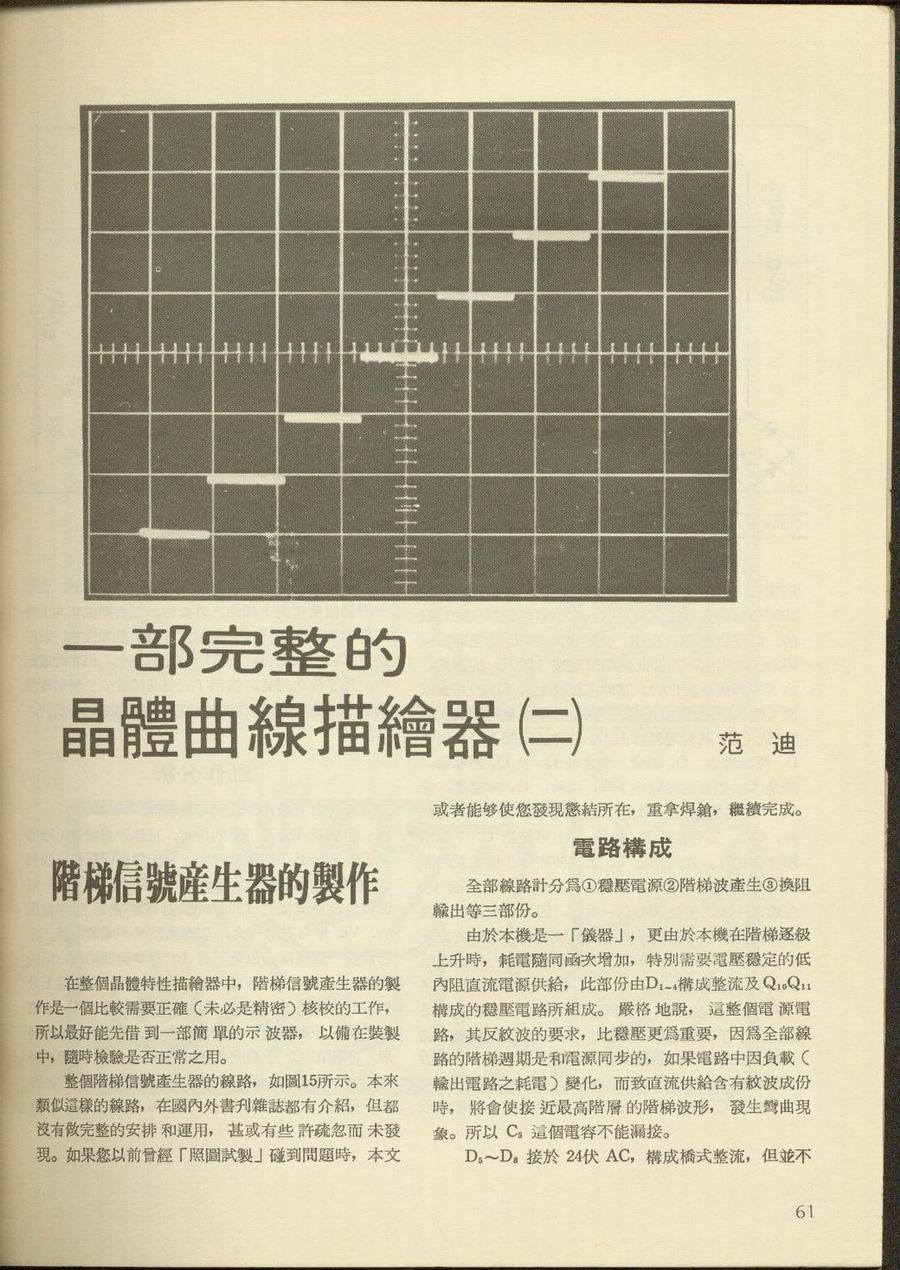 一部完整的
晶體曲線描繪器㈡
范 迪
階梯信號産生器的製作
在整個晶體特性描繪器中，階梯信號產生器的製
作是一個比較需要正確（未必是精密）核校的工作，
所以最好能先借 到一部簡 單的示 波器， 以備在裝製
中，隨時檢驗是否正常之用。
整個階梯信號產生器的線路，如圖15所示。本來
類似這樣的線路，在國內外書刋雜誌都有介紹，但都
沒有做完整的安排 和運用， 甚或有些 許疏忽而 未發
現。如果您以前曾經「照圖試製」碰到問題時，本文
或者能够使您發現懲結所在，重拿焊鎗，繼續完成。
電路構成
全部線路計分爲①穩壓電源②階梯波產生③換阻
輸出等三部份。
由於本機是一「儀器」，更由於本機在階梯逐級
上升時，耗電隨同函次增加，特別需要電壓穩定的低
內阻直流電源供給，此部份由D₁~₄構成整流及Q₁₀Q₁₁
構成的穩壓電路所組成。 嚴格 地說， 這整個電 源電
路，其反紋波的要求，比穩壓更爲重要，因爲全部線
路的階梯週期是和電源同步的，如果電路中因負載（
輸出電路之耗電）變化，而致直流供給含有紋波成份
時， 將會使接 近最高階層 的階梯波形， 發生彎曲現
象。所以 C₅ 這個電容不能漏接。
D₅～D₈ 接於 24伏 AC，構成橋式整流，但並不
61